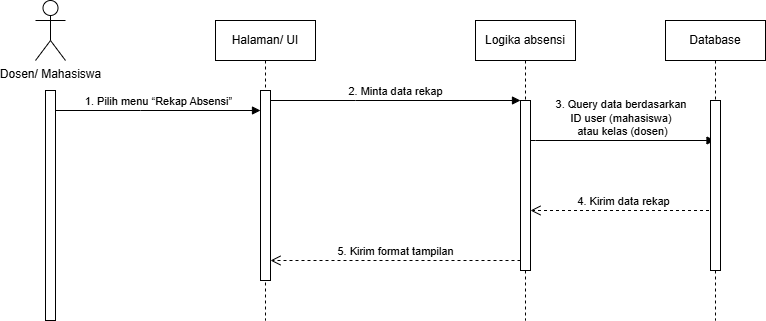 Halaman/ UI
Logika absensi
Database
Dosen/ Mahasiswa
1. Pilih menu “Rekap Absensi”
2. Minta data rekap
3. Query data berdasarkan
ID user (mahasiswa)
atau kelas (dosen)
4. Kirim data rekap
5. Kirim format tampilan